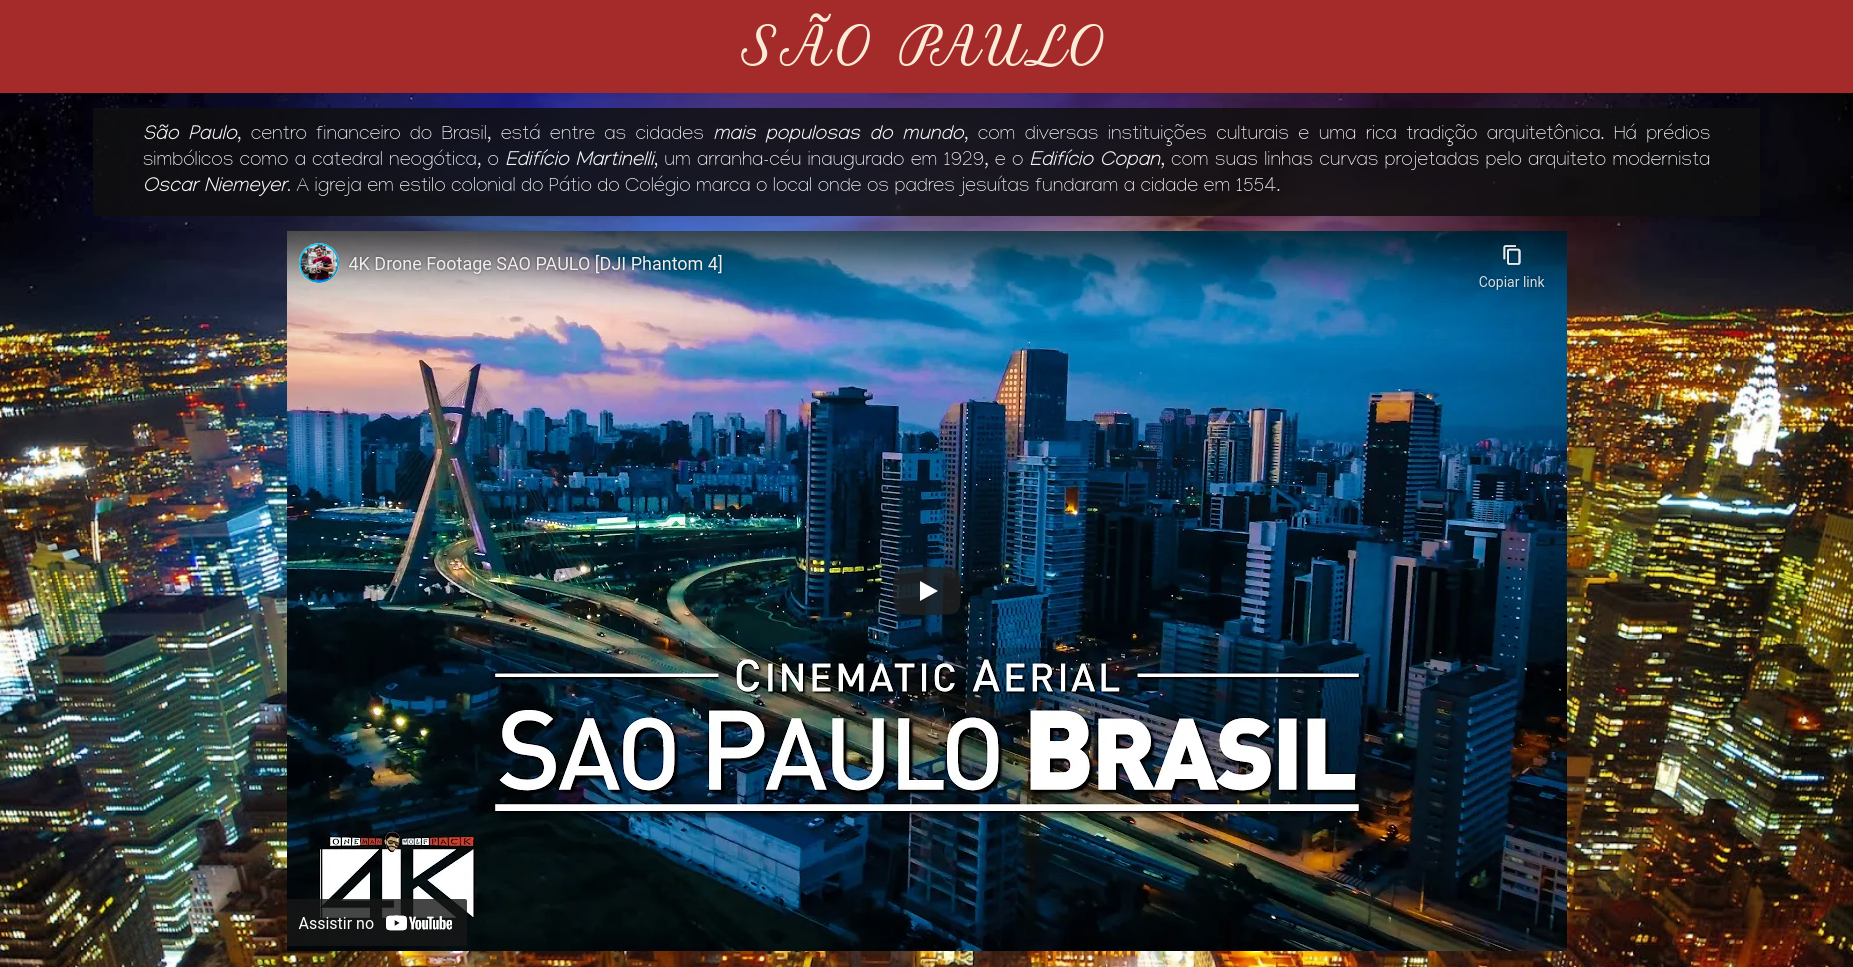 SÃO PAULO
São Paulo, centro financeiro do Brasil, está entre as cidades mais populosas do mundo, com diversas instituições culturais e uma rica tradição arquitetônica. Há prédios
simbólicos como a catedral neogótica, o Edifício Martinelli, um arranha-céu inaugurado em 1929, e o Edifício Copan, com suas linhas curvas projetadas pelo arquiteto modernista
Oscar Niemeyer. A igreja em estilo colonial do Pátio do Colégio marca o local onde os padres jesuítas fundaram a cidade em 1554.
4K Drone Footage SAO PAULO [DJI Phantom 4]
Copiar link
CINEMATIC AERIAL
SAO PAULO BRASIL
ONE MAN WOLF PACK
4K
Assistir no YouTube